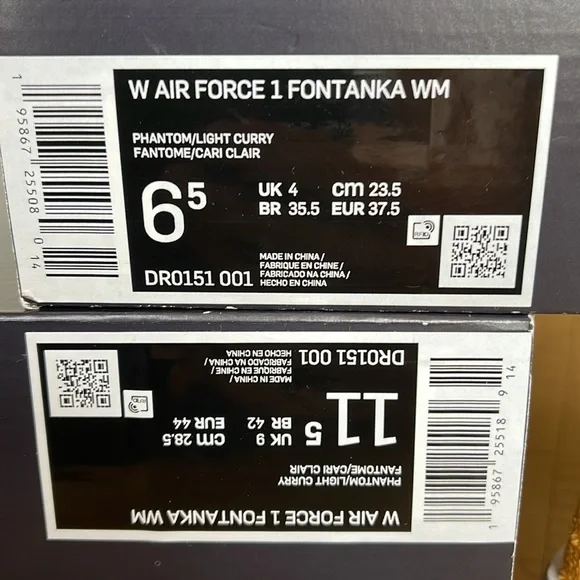 W AIR FORCE 1 FONTANKA WM
PHANTOM/LIGHT CURRY
FANTOME/CARI CLAIR
6 5
UK 4 cm 23.5
BR 35.5 EUR 37.5
RFID
DR0151 001
MADE IN CHINA /
FABRIQUE EN CHINE /
FABRICADO NA CHINA /
HECHO EN CHINA
1 95867 25508 0 14
W AIR FORCE 1 FONTANKA WM
PHANTOM/LIGHT CURRY
FANTOME/CARI CLAIR
11 5
UK 9 cm 28.5
BR 42 EUR 44
RFID
DR0151 001
MADE IN CHINA /
FABRIQUE EN CHINE /
FABRICADO NA CHINA /
HECHO EN CHINA
1 95867 25518 9 14